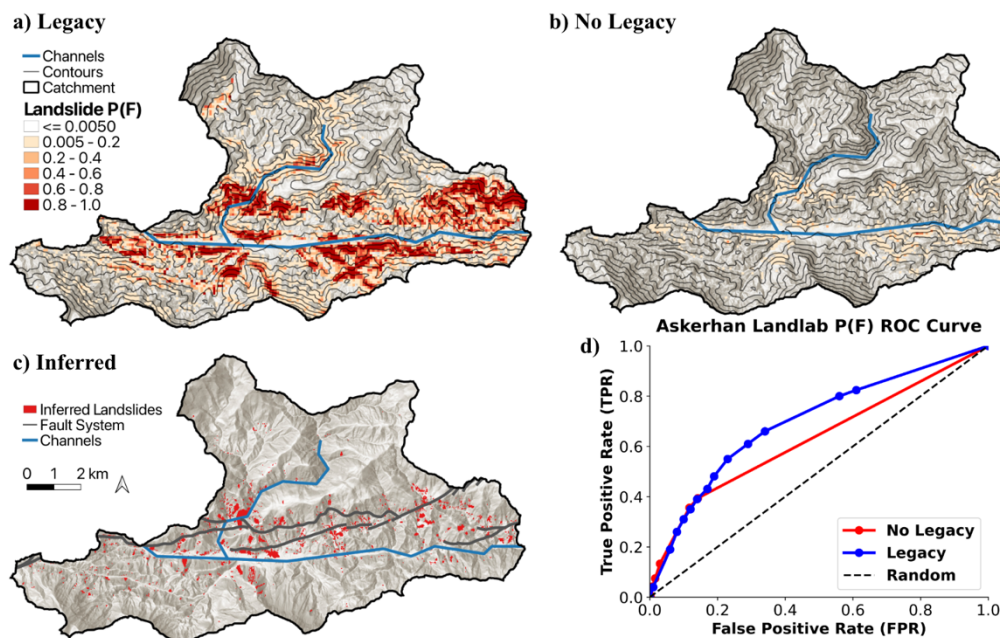 a) Legacy
Channels
Contours
Catchment
Landslide P(F)
<= 0.0050
0.005 - 0.2
0.2 - 0.4
0.4 - 0.6
0.6 - 0.8
0.8 - 1.0
b) No Legacy
c) Inferred
Inferred Landslides
Fault System
Channels
0 1 2 km
Askerhan Landlab P(F) ROC Curve
d)
True Positive Rate (TPR)
1.0
0.8
0.6
0.4
0.2
0.0
No Legacy
Legacy
Random
0.0 0.2 0.4 0.6 0.8 1.0
False Positive Rate (FPR)